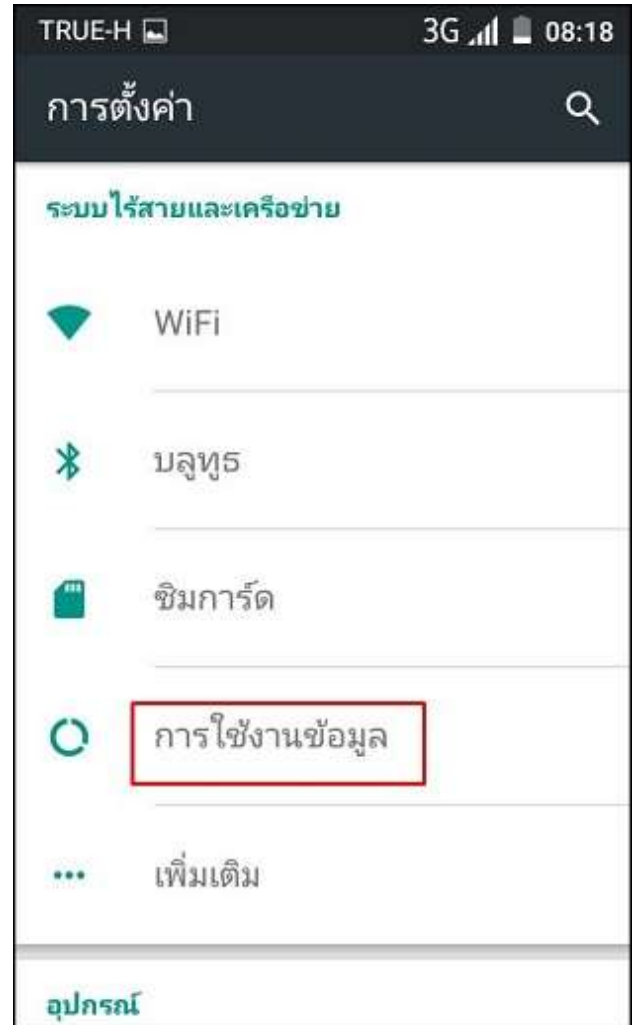 TRUE-H 3G 08:18
การตั้งค่า
ระบบไร้สายและเครือข่าย
WiFi
บลูทูธ
ซิมการ์ด
การใช้งานข้อมูล
เพิ่มเติม
อุปกรณ์